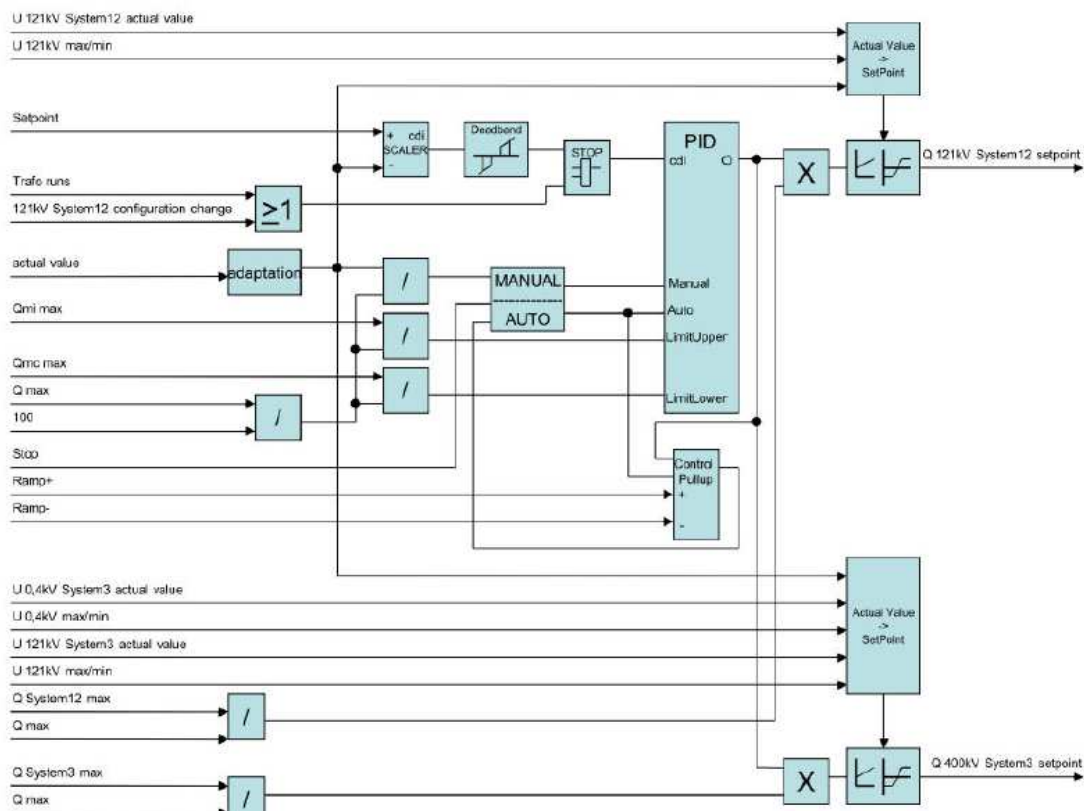 U 121kV System12 actual value
U 121kV max/min
Actual Value
->
SetPoint
Setpoint
+ cdi
SCALER
-
Deadband
STOP
PID
cdi O
X
Q 121kV System12 setpoint
Trafo runs
121kV System12 configuration change
≥1
actual value
adaptation
/
MANUAL
AUTO
Manual
Auto
LimitUpper
LimitLower
Qmi max
/
Qmc max
/
Q max
100
/
Stop
Ramp+
Ramp-
Control
Pullup
+
-
U 0,4kV System3 actual value
U 0,4kV max/min
U 121kV System3 actual value
U 121kV max/min
Actual Value
->
SetPoint
Q System12 max
Q max
/
Q System3 max
Q max
/
X
Q 400kV System3 setpoint